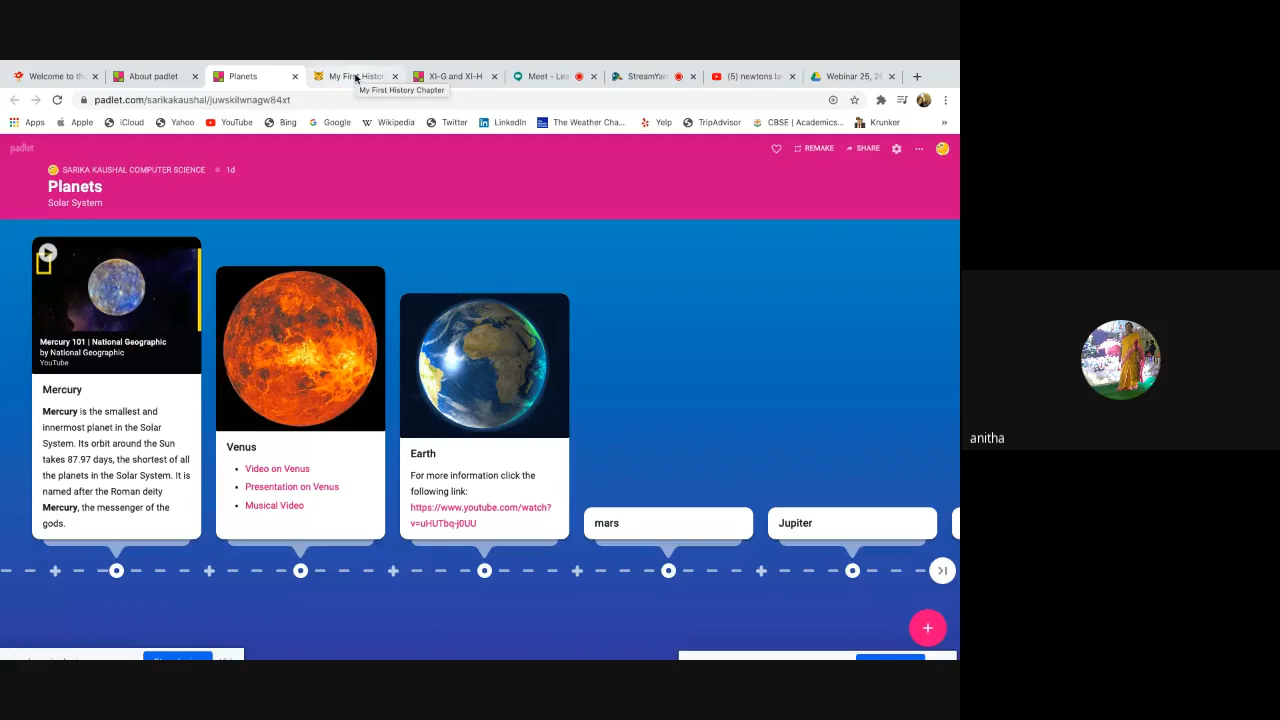 Welcome to th
About padlet
Planets
My First Histor
XI-G and XI-H
Meet - Lea
StreamYar
(5) newtons la
Webinar 25, 2
My First History Chapter
padlet.com/sarikakaushal/juwskilwnagw84xt
Apps
Apple
iCloud
Yahoo
YouTube
Bing
Google
Wikipedia
Twitter
LinkedIn
The Weather Cha...
Yelp
TripAdvisor
CBSE | Academics...
Krunker
padlet
REMAKE
SHARE
SARIKA KAUSHAL COMPUTER SCIENCE
1d
Planets
Solar System
Mercury 101 | National Geographic
by National Geographic
YouTube
Mercury
Mercury is the smallest and
innermost planet in the Solar
System. Its orbit around the Sun
takes 87.97 days, the shortest of all
the planets in the Solar System. It is
named after the Roman deity
Mercury, the messenger of the
gods.
Venus
Video on Venus
Presentation on Venus
Musical Video
Earth
For more information click the
following link:
https://www.youtube.com/watch?
v=uHUTbq-j0UU
mars
Jupiter
anitha